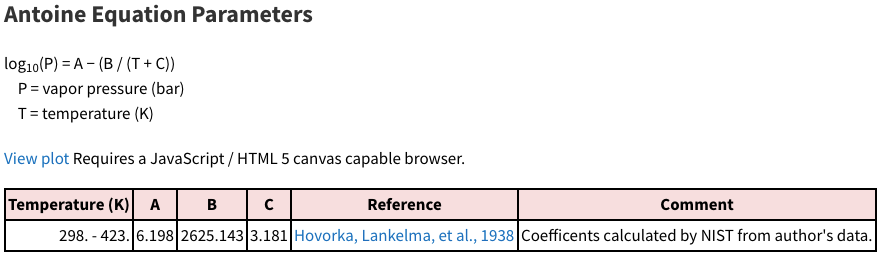 Antoine Equation Parameters
log10(P) = A − (B / (T + C))
P = vapor pressure (bar)
T = temperature (K)
View plot Requires a JavaScript / HTML 5 canvas capable browser.
Temperature (K) A B C Reference Comment
298. - 423. 6.198 2625.143 3.181 Hovorka, Lankelma, et al., 1938 Coefficents calculated by NIST from author's data.